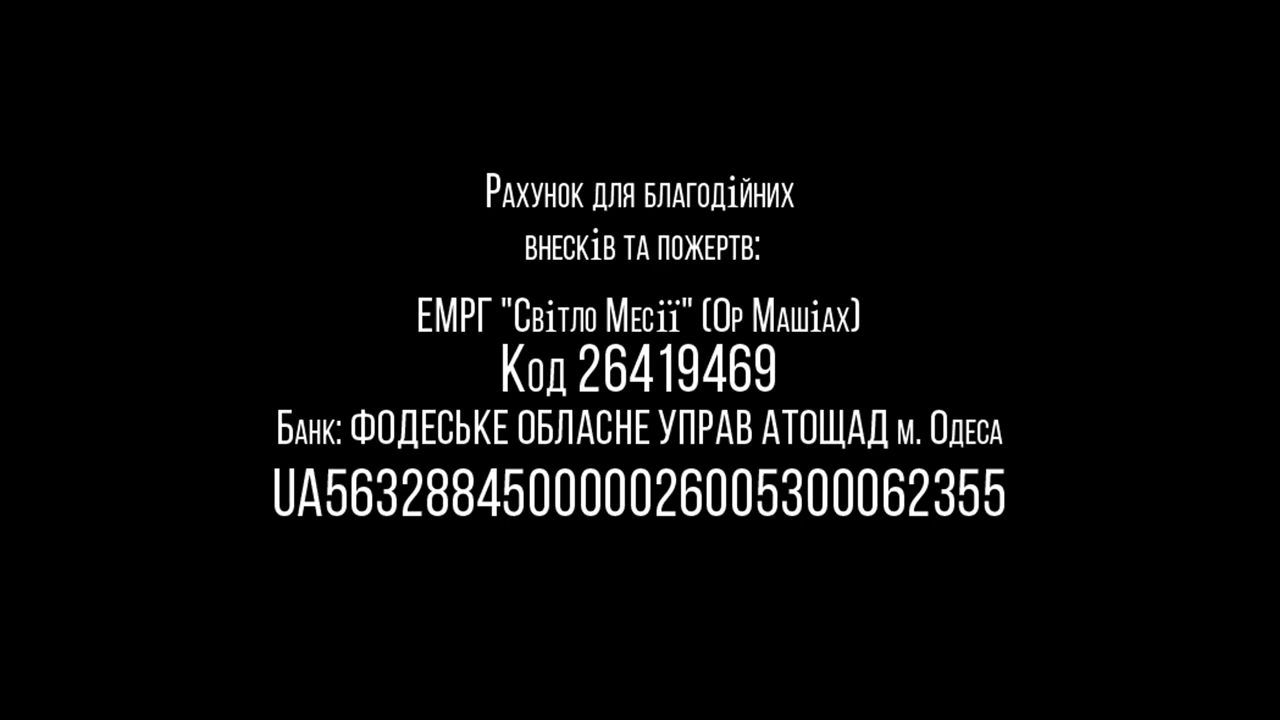 Рахунок для благодійних
внесків та пожертв:
ЕМРГ "Світло Месії" (Ор Машіах)
Код 26419469
Банк: ФОДЕСЬКЕ ОБЛАСНЕ УПРАВ АТОЩАД м. Одеса
UA563288450000026005300062355